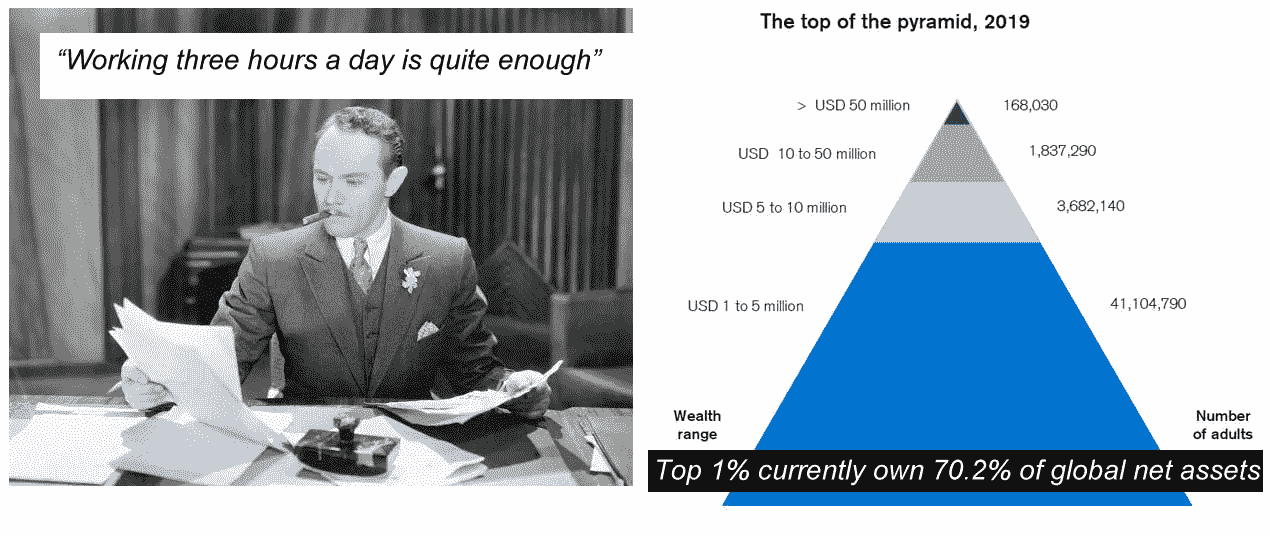 “Working three hours a day is quite enough”
The top of the pyramid, 2019
> USD 50 million 168,030
USD 10 to 50 million 1,837,290
USD 5 to 10 million 3,682,140
USD 1 to 5 million 41,104,790
Wealth range Number of adults
Top 1% currently own 70.2% of global net assets